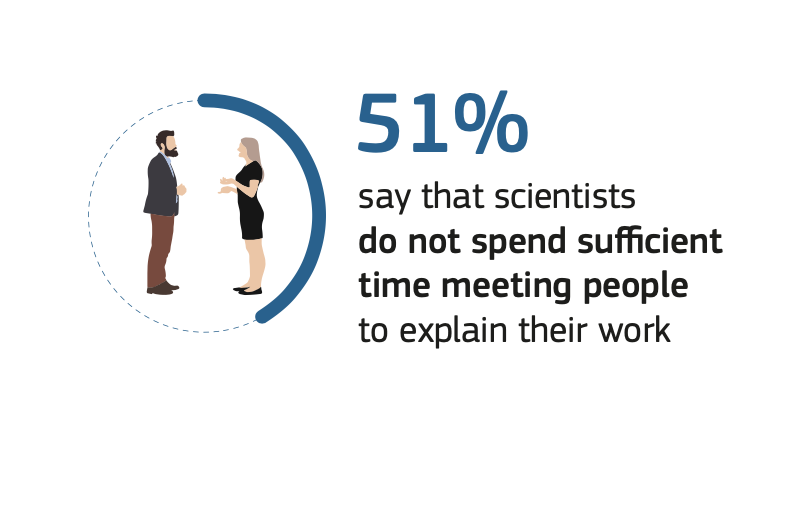 51%
say that scientists
do not spend sufficient
time meeting people
to explain their work